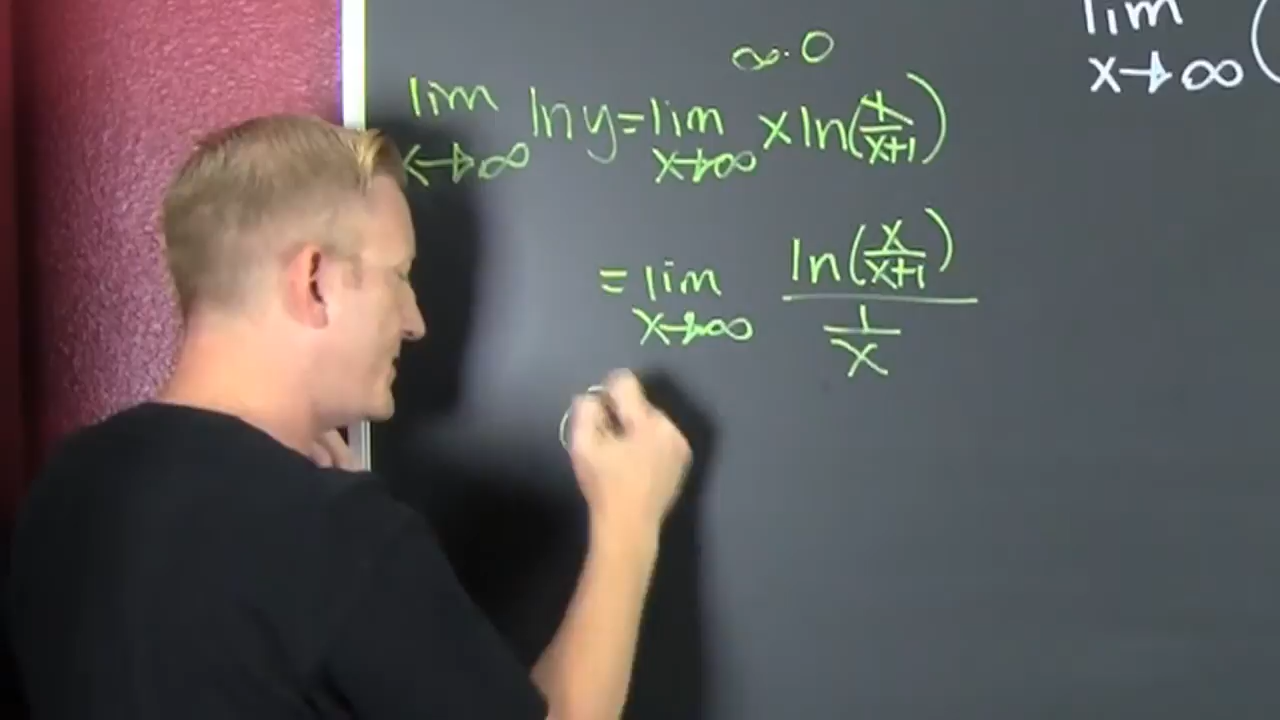 ∞·0
lim ln y = lim x ln(x/x+1)
x→∞ x→∞
= lim ln(x/x+1)
x→∞ 1/x
lim (
x→∞